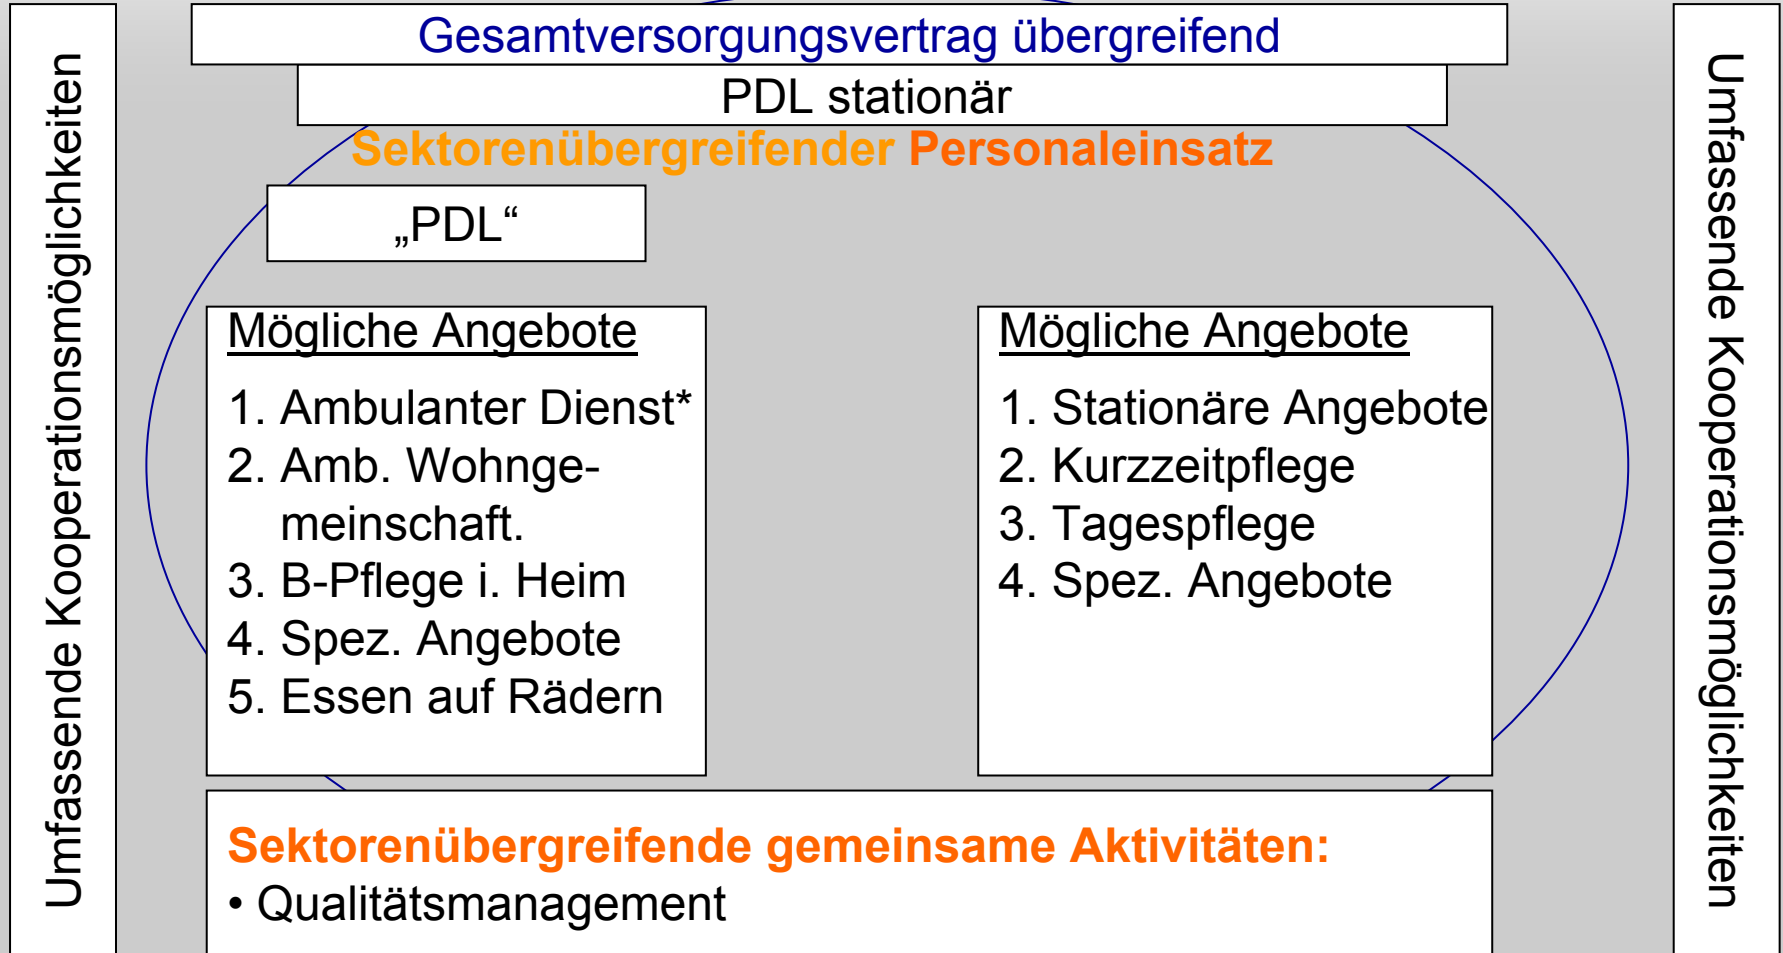 Umfassende Kooperationsmöglichkeiten
Gesamtversorgungsvertrag übergreifend
PDL stationär
Sektorenübergreifender Personaleinsatz
„PDL“
Mögliche Angebote
1. Ambulanter Dienst*
2. Amb. Wohnge-
meinschaft.
3. B-Pflege i. Heim
4. Spez. Angebote
5. Essen auf Rädern
Mögliche Angebote
1. Stationäre Angebote
2. Kurzzeitpflege
3. Tagespflege
4. Spez. Angebote
Sektorenübergreifende gemeinsame Aktivitäten:
• Qualitätsmanagement
Umfassende Kooperationsmöglichkeiten